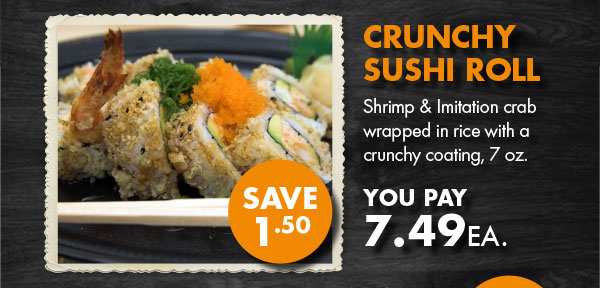 CRUNCHY
SUSHI ROLL
Shrimp & Imitation crab
wrapped in rice with a
crunchy coating, 7 oz.
SAVE
1.50
YOU PAY
7.49EA.